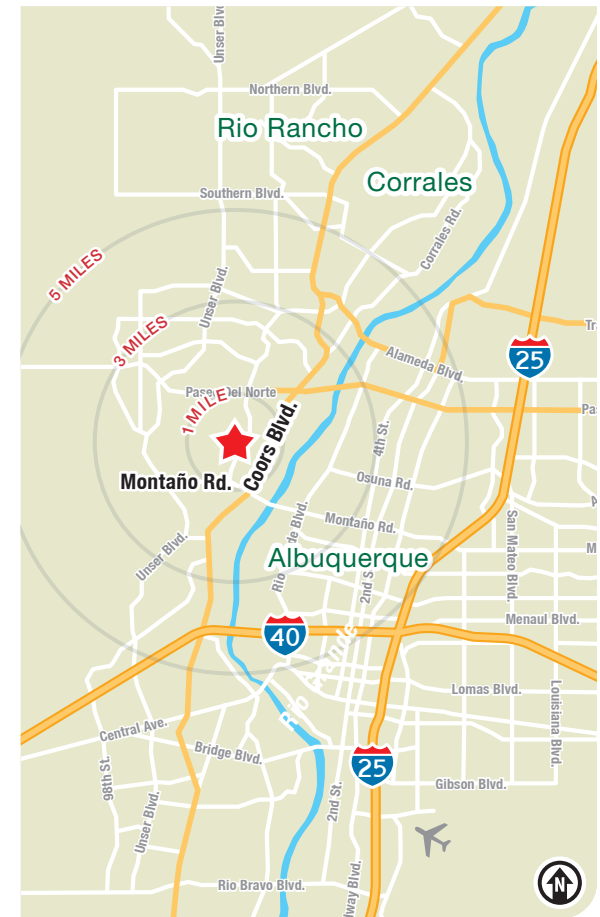 Unser Blvd
Northern Blvd.
Rio Rancho
Corrales
Southern Blvd.
Corrales Rd.
5 MILES
Unser Blvd.
3 MILES
25
Alameda Blvd.
Paseo Del Norte
1 MILE
Coors Blvd.
4th St.
Montaño Rd.
Osuna Rd.
Montaño Rd.
San Mateo Blvd.
Unser Blvd.
Albuquerque
2nd S
40
Menaul Blvd.
Rio Grande
Lomas Blvd.
Louisiana Blvd.
Central Ave.
Bridge Blvd.
98th St.
25
Gibson Blvd.
Unser Blvd.
2nd St.
Rio Bravo Blvd.
dway Blvd.
N